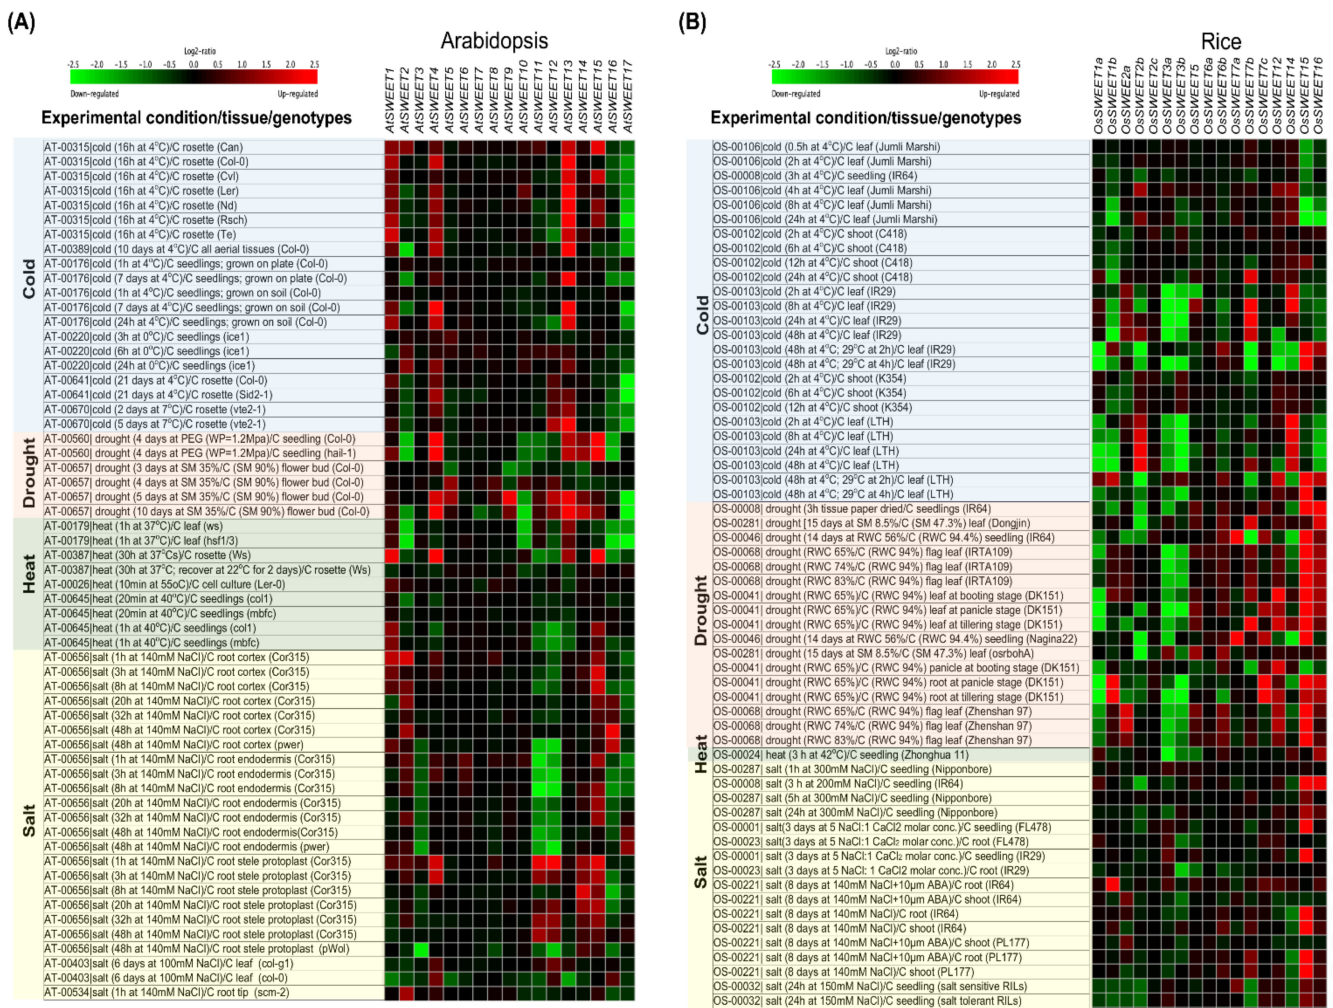 (A)
Arabidopsis
Log2-ratio
-2.5 -2.0 -1.5 -1.0 -0.5 0.0 0.5 1.0 1.5 2.0 2.5
Down-regulated Up-regulated
Experimental condition/tissue/genotypes
AtSWEET1 AtSWEET2 AtSWEET3 AtSWEET4 AtSWEET5 AtSWEET6 AtSWEET7 AtSWEET8 AtSWEET9 AtSWEET10 AtSWEET11 AtSWEET12 AtSWEET13 AtSWEET14 AtSWEET15 AtSWEET16 AtSWEET17
Cold
AT-00315|cold (16h at 4°C)/C rosette (Can)
AT-00315|cold (16h at 4°C)/C rosette (Col-0)
AT-00315|cold (16h at 4°C)/C rosette (Cvl)
AT-00315|cold (16h at 4°C)/C rosette (Ler)
AT-00315|cold (16h at 4°C)/C rosette (Nd)
AT-00315|cold (16h at 4°C)/C rosette (Rsch)
AT-00315|cold (16h at 4°C)/C rosette (Te)
AT-00389|cold (10 days at 4°C)/C all aerial tissues (Col-0)
AT-00176|cold (1h at 4°C)/C seedlings; grown on plate (Col-0)
AT-00176|cold (7 days at 4°C)/C seedlings; grown on plate (Col-0)
AT-00176|cold (1h at 4°C)/C seedlings; grown on soil (Col-0)
AT-00176|cold (7 days at 4°C)/C seedlings; grown on soil (Col-0)
AT-00176|cold (24h at 4°C)/C seedlings; grown on soil (Col-0)
AT-00220|cold (3h at 0°C)/C seedlings (ice1)
AT-00220|cold (6h at 0°C)/C seedlings (ice1)
AT-00220|cold (24h at 0°C)/C seedlings (ice1)
AT-00641|cold (21 days at 4°C)/C rosette (Col-0)
AT-00641|cold (21 days at 4°C)/C rosette (Sid2-1)
AT-00670|cold (2 days at 7°C)/C rosette (vte2-1)
AT-00670|cold (5 days at 7°C)/C rosette (vte2-1)
Drought
AT-00560| drought (4 days at PEG (WP=1.2Mpa)/C seedling (Col-0)
AT-00560| drought (4 days at PEG (WP=1.2Mpa)/C seedling (hail-1)
AT-00657| drought (3 days at SM 35%/C (SM 90%) flower bud (Col-0)
AT-00657| drought (4 days at SM 35%/C (SM 90%) flower bud (Col-0)
AT-00657| drought (5 days at SM 35%/C (SM 90%) flower bud (Col-0)
AT-00657| drought (10 days at SM 35%/C (SM 90%) flower bud (Col-0)
Heat
AT-00179|heat (1h at 37°C)/C leaf (ws)
AT-00179|heat (1h at 37°C)/C leaf (hsf1/3)
AT-00387|heat (30h at 37°Cs)/C rosette (Ws)
AT-00387|heat (30h at 37°C; recover at 22°C for 2 days)/C rosette (Ws)
AT-00026|heat (10min at 55oC)/C cell culture (Ler-0)
AT-00645|heat (20min at 40°C)/C seedlings (col1)
AT-00645|heat (20min at 40°C)/C seedlings (mbfc)
AT-00645|heat (1h at 40°C)/C seedlings (col1)
AT-00645|heat (1h at 40°C)/C seedlings (mbfc)
Salt
AT-00656|salt (1h at 140mM NaCl)/C root cortex (Cor315)
AT-00656|salt (3h at 140mM NaCl)/C root cortex (Cor315)
AT-00656|salt (8h at 140mM NaCl)/C root cortex (Cor315)
AT-00656|salt (20h at 140mM NaCl)/C root cortex (Cor315)
AT-00656|salt (32h at 140mM NaCl)/C root cortex (Cor315)
AT-00656|salt (48h at 140mM NaCl)/C root cortex (Cor315)
AT-00656|salt (48h at 140mM NaCl)/C root cortex (pwer)
AT-00656|salt (1h at 140mM NaCl)/C root endodermis (Cor315)
AT-00656|salt (3h at 140mM NaCl)/C root endodermis (Cor315)
AT-00656|salt (8h at 140mM NaCl)/C root endodermis (Cor315)
AT-00656|salt (20h at 140mM NaCl)/C root endodermis (Cor315)
AT-00656|salt (32h at 140mM NaCl)/C root endodermis (Cor315)
AT-00656|salt (48h at 140mM NaCl)/C root endodermis(Cor315)
AT-00656|salt (48h at 140mM NaCl)/C root endodermis (pwer)
AT-00656|salt (1h at 140mM NaCl)/C root stele protoplast (Cor315)
AT-00656|salt (3h at 140mM NaCl)/C root stele protoplast (Cor315)
AT-00656|salt (8h at 140mM NaCl)/C root stele protoplast (Cor315)
AT-00656|salt (20h at 140mM NaCl)/C root stele protoplast (Cor315)
AT-00656|salt (32h at 140mM NaCl)/C root stele protoplast (Cor315)
AT-00656|salt (48h at 140mM NaCl)/C root stele protoplast (Cor315)
AT-00656|salt (48h at 140mM NaCl)/C root stele protoplast (pWol)
AT-00403|salt (6 days at 100mM NaCl)/C leaf (col-g1)
AT-00403|salt (6 days at 100mM NaCl)/C leaf (col-0)
AT-00534|salt (1h at 140mM NaCl)/C root tip (scm-2)
(B)
Rice
Log2-ratio
-2.5 -2.0 -1.5 -1.0 -0.5 0.0 0.5 1.0 1.5 2.0 2.5
Down-regulated Up-regulated
Experimental condition/tissue/genotypes
OsSWEET1a OsSWEET1b OsSWEET2a OsSWEET2b OsSWEET2c OsSWEET3a OsSWEET3b OsSWEET5 OsSWEET6a OsSWEET6b OsSWEET7a OsSWEET7b OsSWEET7c OsSWEET12 OsSWEET14 OsSWEET15 OsSWEET16
Cold
OS-00106|cold (0.5h at 4°C)/C leaf (Jumli Marshi)
OS-00106|cold (2h at 4°C)/C leaf (Jumli Marshi)
OS-00008|cold (3h at 4°C)/C seedling (IR64)
OS-00106|cold (4h at 4°C)/C leaf (Jumli Marshi)
OS-00106|cold (8h at 4°C)/C leaf (Jumli Marshi)
OS-00106|cold (24h at 4°C)/C leaf (Jumli Marshi)
OS-00102|cold (2h at 4°C)/C shoot (C418)
OS-00102|cold (6h at 4°C)/C shoot (C418)
OS-00102|cold (12h at 4°C)/C shoot (C418)
OS-00102|cold (24h at 4°C)/C shoot (C418)
OS-00103|cold (2h at 4°C)/C leaf (IR29)
OS-00103|cold (8h at 4°C)/C leaf (IR29)
OS-00103|cold (24h at 4°C)/C leaf (IR29)
OS-00103|cold (48h at 4°C)/C leaf (IR29)
OS-00103|cold (48h at 4°C; 29°C at 2h)/C leaf (IR29)
OS-00103|cold (48h at 4°C; 29°C at 4h)/C leaf (IR29)
OS-00102|cold (2h at 4°C)/C shoot (K354)
OS-00102|cold (6h at 4°C)/C shoot (K354)
OS-00102|cold (12h at 4°C)/C shoot (K354)
OS-00103|cold (2h at 4°C)/C leaf (LTH)
OS-00103|cold (8h at 4°C)/C leaf (LTH)
OS-00103|cold (24h at 4°C)/C leaf (LTH)
OS-00103|cold (48h at 4°C)/C leaf (LTH)
OS-00103|cold (48h at 4°C; 29°C at 2h)/C leaf (LTH)
OS-00103|cold (48h at 4°C; 29°C at 4h)/C leaf (LTH)
Drought
OS-00008| drought (3h tissue paper dried/C seedlings (IR64)
OS-00281| drought [15 days at SM 8.5%/C (SM 47.3%) leaf (Dongjin)
OS-00046| drought (14 days at RWC 56%/C (RWC 94.4%) seedling (IR64)
OS-00068| drought (RWC 65%)/C (RWC 94%) flag leaf (IRTA109)
OS-00068| drought (RWC 74%)/C (RWC 94%) flag leaf (IRTA109)
OS-00068| drought (RWC 83%)/C (RWC 94%) flag leaf (IRTA109)
OS-00041| drought (RWC 65%)/C (RWC 94%) leaf at booting stage (DK151)
OS-00041| drought (RWC 65%)/C (RWC 94%) leaf at panicle stage (DK151)
OS-00041| drought (RWC 65%)/C (RWC 94%) leaf at tillering stage (DK151)
OS-00046| drought (14 days at RWC 56%/C (RWC 94.4%) seedling (Nagina22)
OS-00281| drought (15 days at SM 8.5%/C (SM 47.3%) leaf (osrbohA)
OS-00041| drought (RWC 65%)/C (RWC 94%) panicle at booting stage (DK151)
OS-00041| drought (RWC 65%)/C (RWC 94%) root at panicle stage (DK151)
OS-00041| drought (RWC 65%)/C (RWC 94%) root at tillering stage (DK151)
OS-00068| drought (RWC 65%)/C (RWC 94%) flag leaf (Zhenshan 97)
OS-00068| drought (RWC 74%)/C (RWC 94%) flag leaf (Zhenshan 97)
OS-00068| drought (RWC 83%)/C (RWC 94%) flag leaf (Zhenshan 97)
Heat
OS-00024| heat (3 h at 42°C)/C seedling (Zhonghua 11)
Salt
OS-00287| salt (1h at 300mM NaCl)/C seedling (Nipponbore)
OS-00008| salt (3 h at 200mM NaCl)/C seedling (IR64)
OS-00287| salt (5h at 300mM NaCl)/C seedling (Nipponbore)
OS-00287| salt (24h at 300mM NaCl)/C seedling (Nipponbore)
OS-00001| salt(3 days at 5 NaCl:1 CaCl2 molar conc.)/C seedling (FL478)
OS-00023| salt(3 days at 5 NaCl:1 CaCl₂ molar conc.)/C root (FL478)
OS-00001| salt (3 days at 5 NaCl:1 CaCl₂ molar conc.)/C seedling (IR29)
OS-00023| salt (3 days at 5 NaCl: 1 CaCl2 molar conc.)/C root (IR29)
OS-00221| salt (8 days at 140mM NaCl+10µm ABA)/C root (IR64)
OS-00221| salt (8 days at 140mM NaCl+10µm ABA)/C shoot (IR64)
OS-00221| salt (8 days at 140mM NaCl)/C root (IR64)
OS-00221| salt (8 days at 140mM NaCl)/C shoot (IR64)
OS-00221| salt (8 days at 140mM NaCl+10µm ABA)/C shoot (PL177)
OS-00221| salt (8 days at 140mM NaCl+10µm ABA)/C root (PL177)
OS-00221| salt (8 days at 140mM NaCl)/C shoot (PL177)
OS-00032| salt (24h at 150mM NaCl)/C seedling (salt sensitive RILs)
OS-00032| salt (24h at 150mM NaCl)/C seedling (salt tolerant RILs)